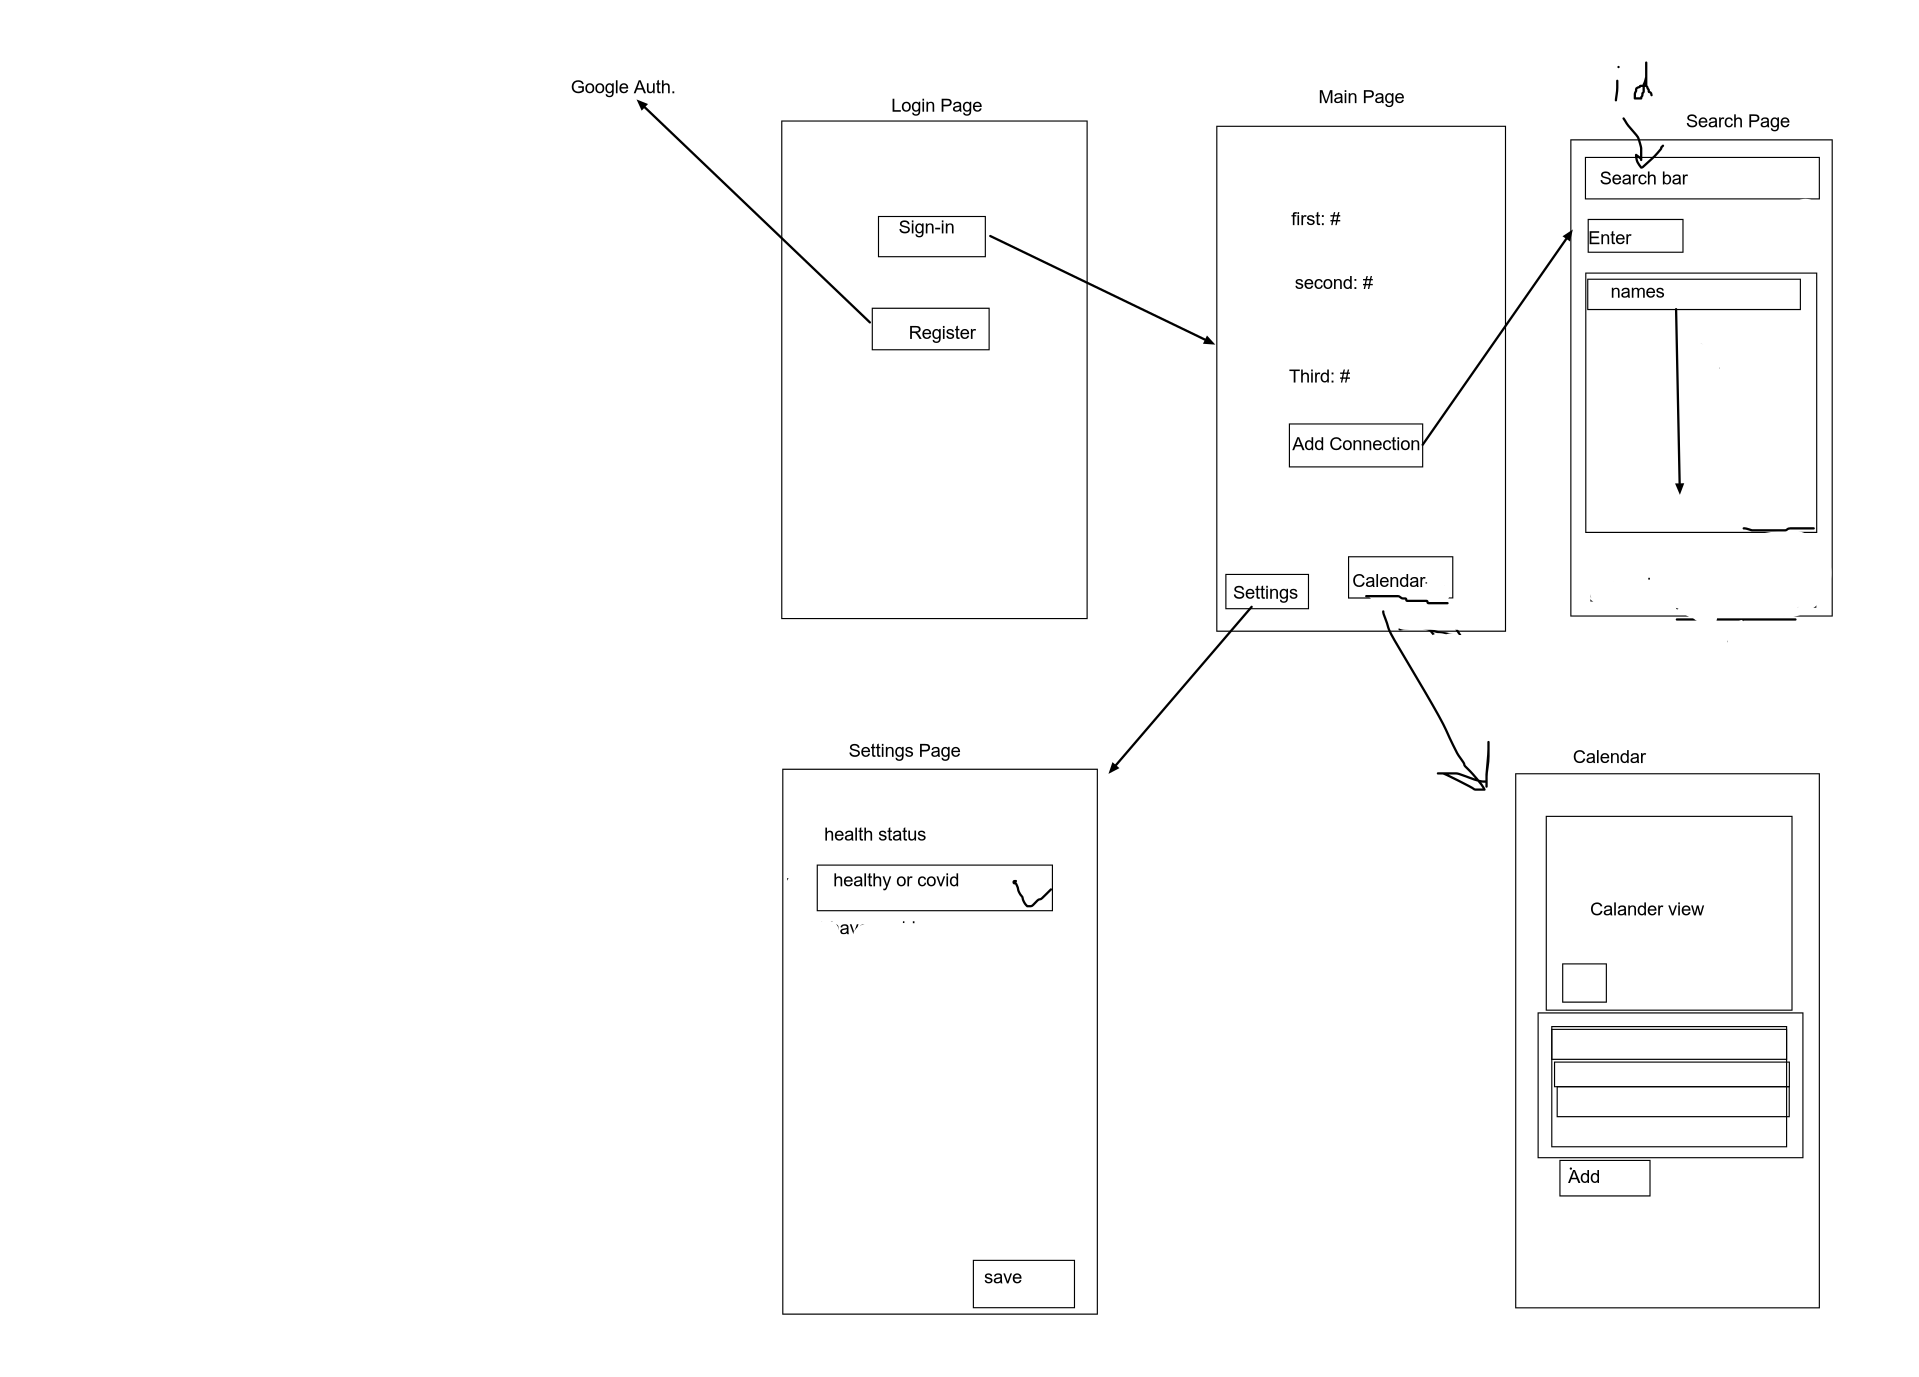 Google Auth.
Login Page
Sign-in
Register
Main Page
first: #
second: #
Third: #
Add Connection
Settings
Calendar
id
Search Page
Search bar
Enter
names
Settings Page
health status
healthy or covid
save
Calendar
Calander view
Add